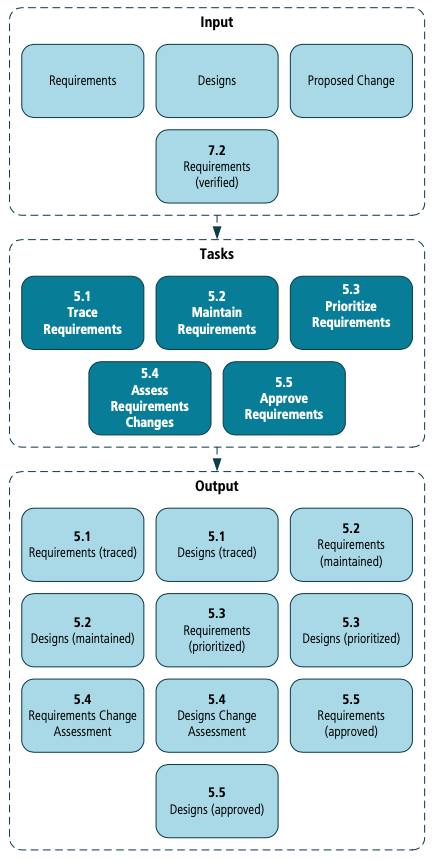 Input
Requirements
Designs
Proposed Change
7.2
Requirements
(verified)
Tasks
5.1
Trace
Requirements
5.2
Maintain
Requirements
5.3
Prioritize
Requirements
5.4
Assess
Requirements
Changes
5.5
Approve
Requirements
Output
5.1
Requirements (traced)
5.1
Designs (traced)
5.2
Requirements
(maintained)
5.2
Designs (maintained)
5.3
Requirements
(prioritized)
5.3
Designs (prioritized)
5.4
Requirements Change
Assessment
5.4
Designs Change
Assessment
5.5
Requirements
(approved)
5.5
Designs (approved)